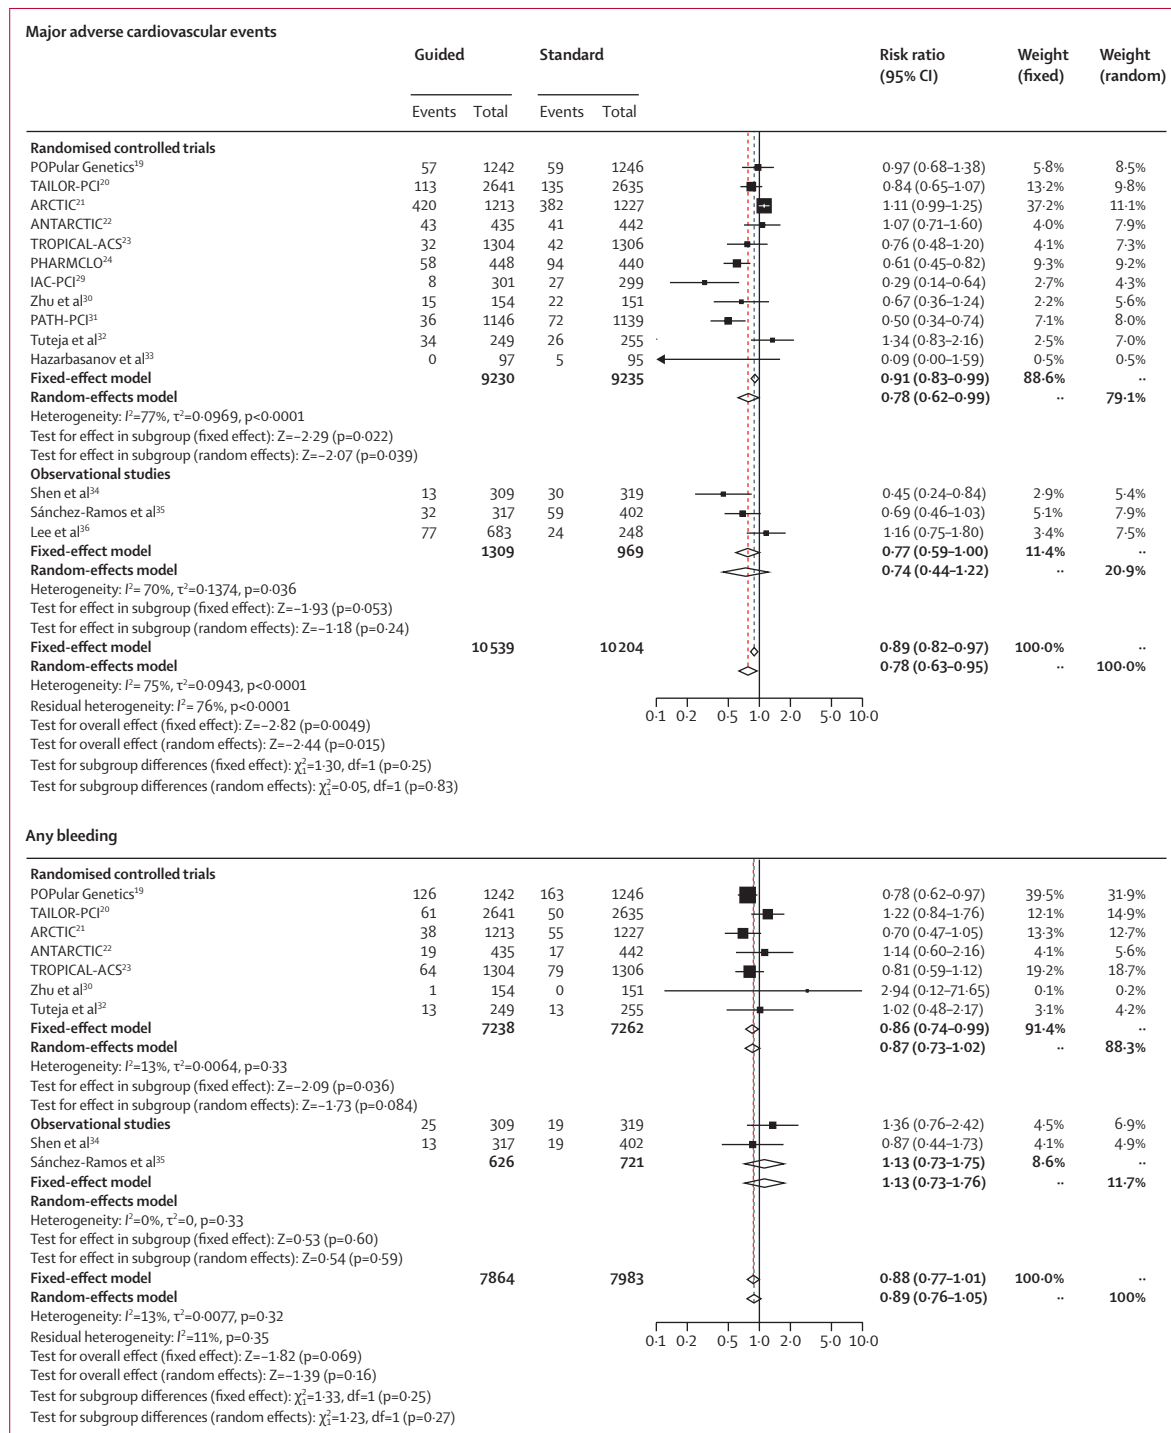 Major adverse cardiovascular events
Guided Standard Risk ratio (95% CI) Weight (fixed) Weight (random)
Events Total Events Total
Randomised controlled trials
POPular Genetics¹⁹ 57 1242 59 1246 0·97 (0·68–1·38) 5·8% 8·5%
TAILOR-PCI²⁰ 113 2641 135 2635 0·84 (0·65–1·07) 13·2% 9·8%
ARCTIC²¹ 420 1213 382 1227 1·11 (0·99–1·25) 37·2% 11·1%
ANTARCTIC²² 43 435 41 442 1·07 (0·71–1·60) 4·0% 7·9%
TROPICAL-ACS²³ 32 1304 42 1306 0·76 (0·48–1·20) 4·1% 7·3%
PHARMCLO²⁴ 58 448 94 440 0·61 (0·45–0·82) 9·3% 9·2%
IAC-PCI²⁹ 8 301 27 299 0·29 (0·14–0·64) 2·7% 4·3%
Zhu et al³⁰ 15 154 22 151 0·67 (0·36–1·24) 2·2% 5·6%
PATH-PCI³¹ 36 1146 72 1139 0·50 (0·34–0·74) 7·1% 8·0%
Tuteja et al³² 34 249 26 255 1·34 (0·83–2·16) 2·5% 7·0%
Hazarbasanov et al³³ 0 97 5 95 0·09 (0·00–1·59) 0·5% 0·5%
Fixed-effect model 9230 9235 0·91 (0·83–0·99) 88·6% ··
Random-effects model 0·78 (0·62–0·99) ·· 79·1%
Heterogeneity: I²=77%, τ²=0·0969, p<0·0001
Test for effect in subgroup (fixed effect): Z=–2·29 (p=0·022)
Test for effect in subgroup (random effects): Z=–2·07 (p=0·039)
Observational studies
Shen et al³⁴ 13 309 30 319 0·45 (0·24–0·84) 2·9% 5·4%
Sánchez-Ramos et al³⁵ 32 317 59 402 0·69 (0·46–1·03) 5·1% 7·9%
Lee et al³⁶ 77 683 24 248 1·16 (0·75–1·80) 3·4% 7·5%
Fixed-effect model 1309 969 0·77 (0·59–1·00) 11·4% ··
Random-effects model 0·74 (0·44–1·22) ·· 20·9%
Heterogeneity: I²= 70%, τ²=0·1374, p=0·036
Test for effect in subgroup (fixed effect): Z=–1·93 (p=0·053)
Test for effect in subgroup (random effects): Z=–1·18 (p=0·24)
Fixed-effect model 10 539 10 204 0·89 (0·82–0·97) 100·0% ··
Random-effects model 0·78 (0·63–0·95) ·· 100·0%
Heterogeneity: I²= 75%, τ²=0·0943, p<0·0001
Residual heterogeneity: I²= 76%, p<0·0001
Test for overall effect (fixed effect): Z=–2·82 (p=0·0049)
Test for overall effect (random effects): Z=–2·44 (p=0·015)
Test for subgroup differences (fixed effect): χ²₁=1·30, df=1 (p=0·25)
Test for subgroup differences (random effects): χ²₁=0·05, df=1 (p=0·83)
0·1 0·2 0·5 1·0 2·0 5·0 10·0
Any bleeding
Randomised controlled trials
POPular Genetics¹⁹ 126 1242 163 1246 0·78 (0·62–0·97) 39·5% 31·9%
TAILOR-PCI²⁰ 61 2641 50 2635 1·22 (0·84–1·76) 12·1% 14·9%
ARCTIC²¹ 38 1213 55 1227 0·70 (0·47–1·05) 13·3% 12·7%
ANTARCTIC²² 19 435 17 442 1·14 (0·60–2·16) 4·1% 5·6%
TROPICAL-ACS²³ 64 1304 79 1306 0·81 (0·59–1·12) 19·2% 18·7%
Zhu et al³⁰ 1 154 0 151 2·94 (0·12–71·65) 0·1% 0·2%
Tuteja et al³² 13 249 13 255 1·02 (0·48–2·17) 3·1% 4·2%
Fixed-effect model 7238 7262 0·86 (0·74–0·99) 91·4% ··
Random-effects model 0·87 (0·73–1·02) ·· 88·3%
Heterogeneity: I²=13%, τ²=0·0064, p=0·33
Test for effect in subgroup (fixed effect): Z=–2·09 (p=0·036)
Test for effect in subgroup (random effects): Z=–1·73 (p=0·084)
Observational studies 25 309 19 319 1·36 (0·76–2·42) 4·5% 6·9%
Shen et al³⁴ 13 317 19 402 0·87 (0·44–1·73) 4·1% 4·9%
Sánchez-Ramos et al³⁵ 626 721 1·13 (0·73–1·75) 8·6% ··
Fixed-effect model 1·13 (0·73–1·76) ·· 11·7%
Random-effects model
Heterogeneity: I²=0%, τ²=0, p=0·33
Test for effect in subgroup (fixed effect): Z=0·53 (p=0·60)
Test for effect in subgroup (random effects): Z=0·54 (p=0·59)
Fixed-effect model 7864 7983 0·88 (0·77–1·01) 100·0% ··
Random-effects model 0·89 (0·76–1·05) ·· 100%
Heterogeneity: I²=13%, τ²=0·0077, p=0·32
Residual heterogeneity: I²=11%, p=0·35
Test for overall effect (fixed effect): Z=–1·82 (p=0·069)
Test for overall effect (random effects): Z=–1·39 (p=0·16)
Test for subgroup differences (fixed effect): χ²₁=1·33, df=1 (p=0·25)
Test for subgroup differences (random effects): χ²₁=1·23, df=1 (p=0·27)
0·1 0·2 0·5 1·0 2·0 5·0 10·0